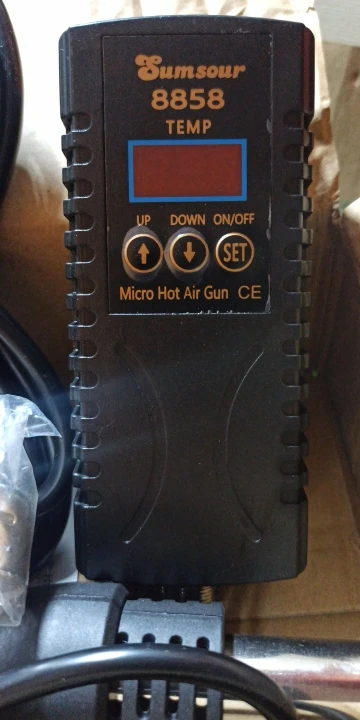 Sumsour
8858
TEMP
UP DOWN ON/OFF
SET
Micro Hot Air Gun CE